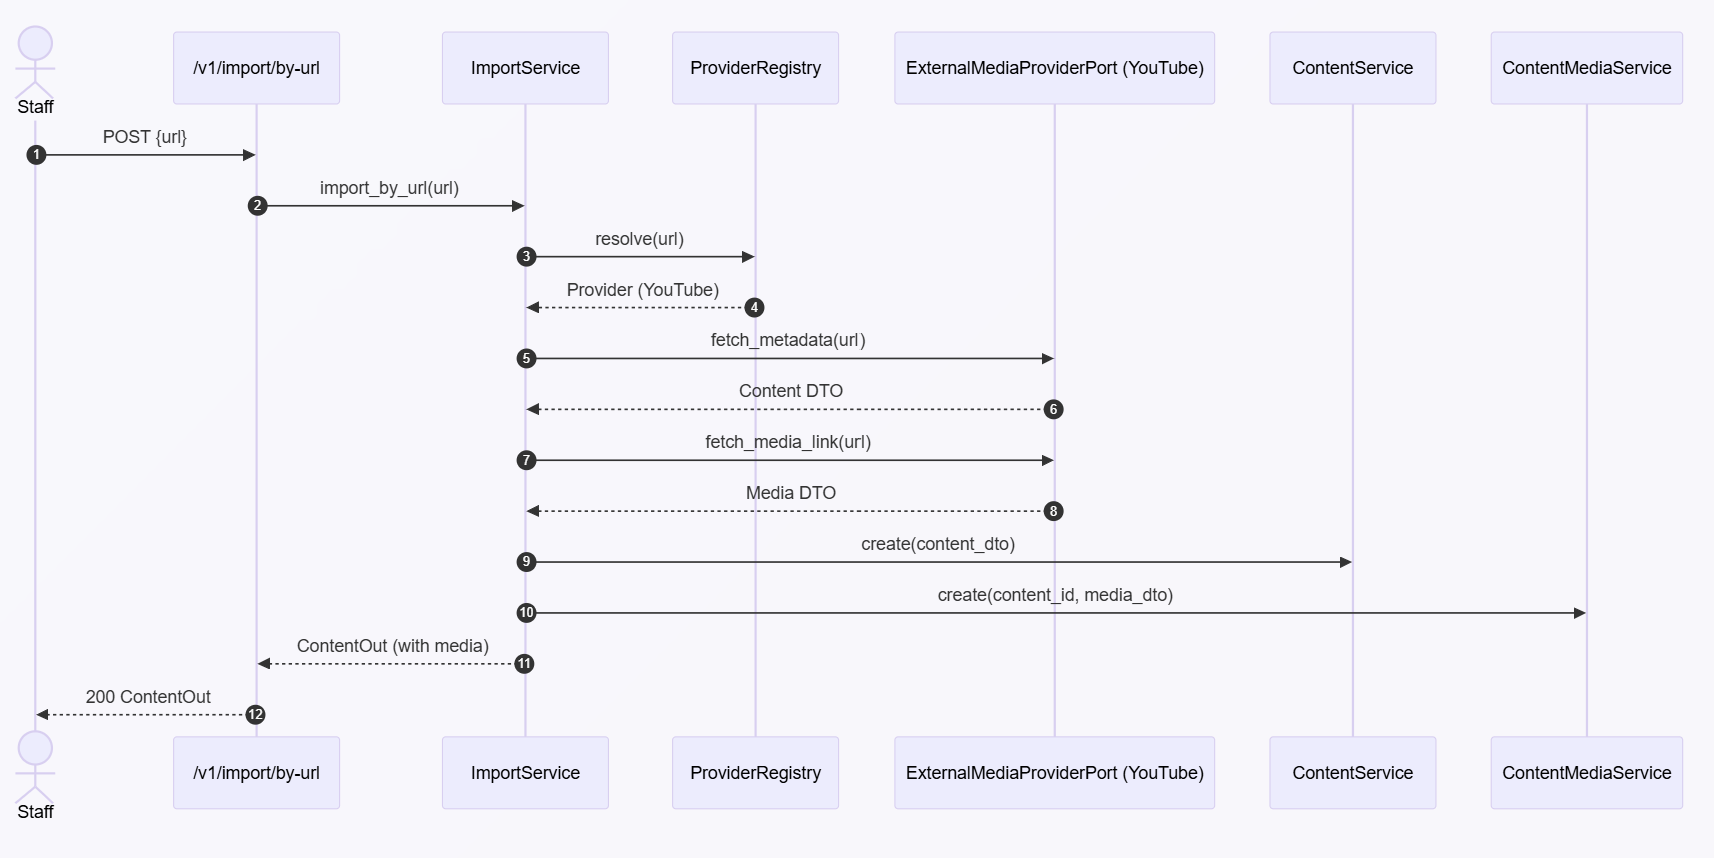 Staff
/v1/import/by-url
ImportService
ProviderRegistry
ExternalMediaProviderPort (YouTube)
ContentService
ContentMediaService
POST {url}
1
import_by_url(url)
2
resolve(url)
3
Provider (YouTube)
4
fetch_metadata(url)
5
Content DTO
6
fetch_media_link(url)
7
Media DTO
8
create(content_dto)
9
create(content_id, media_dto)
10
ContentOut (with media)
11
200 ContentOut
12
Staff
/v1/import/by-url
ImportService
ProviderRegistry
ExternalMediaProviderPort (YouTube)
ContentService
ContentMediaService